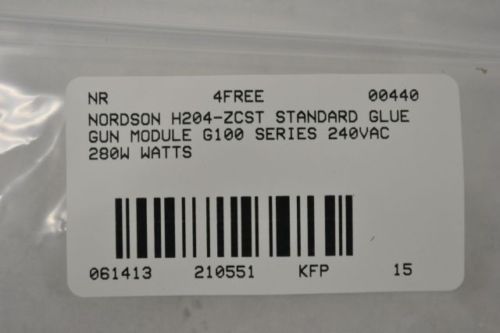 NR 4FREE 00440
NORDSON H204-ZCST STANDARD GLUE
GUN MODULE G100 SERIES 240VAC
280W WATTS
061413 210551 KFP 15